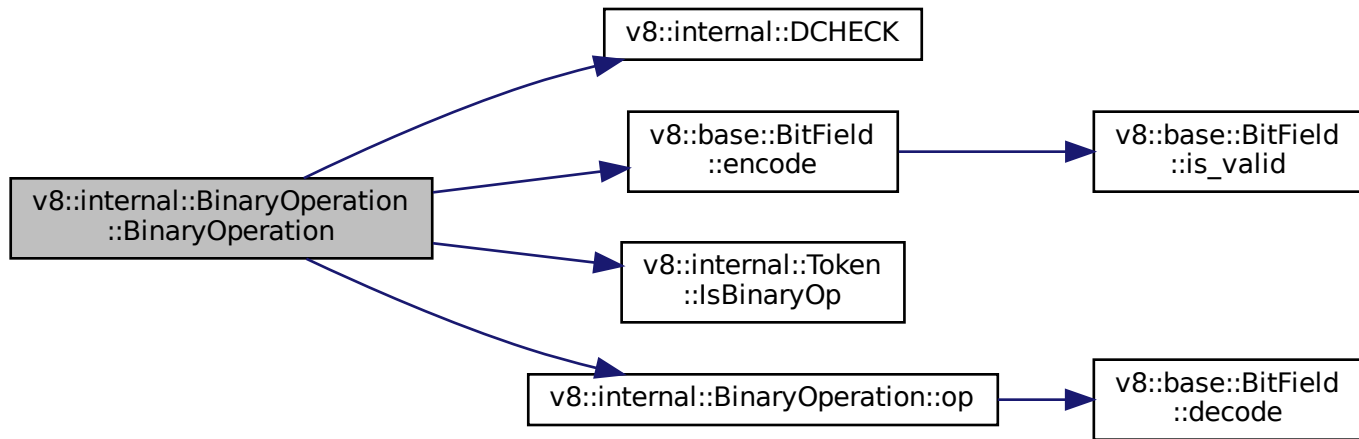 v8::internal::DCHECK
v8::base::BitField
::encode
v8::base::BitField
::is_valid
v8::internal::BinaryOperation
::BinaryOperation
v8::internal::Token
::IsBinaryOp
v8::internal::BinaryOperation::op
v8::base::BitField
::decode